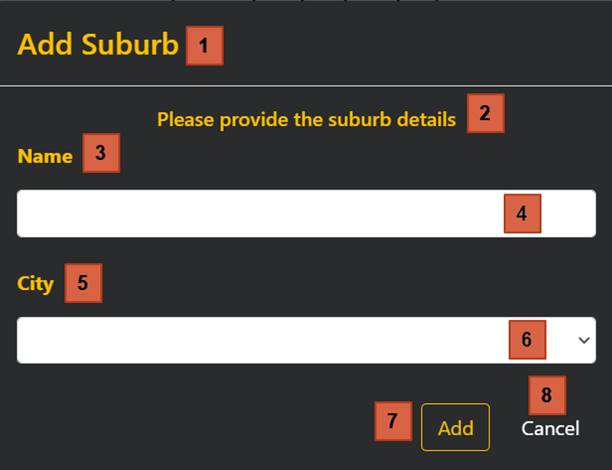 Add Suburb 1
Please provide the suburb details 2
Name 3
4
City 5
6
7 Add
8
Cancel